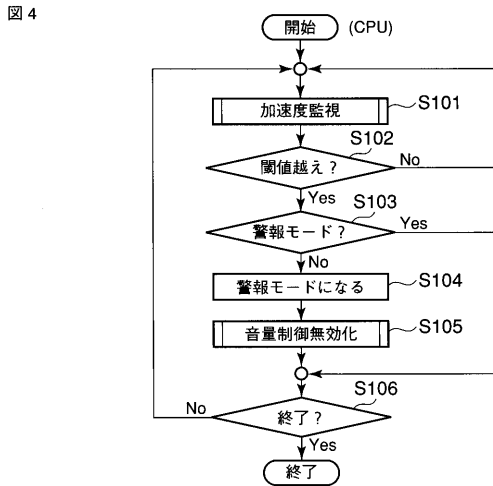 図 4
開始 (CPU)
加速度監視 S101
S102
閾値越え？ No
Yes
S103
警報モード？ Yes
No
警報モードになる S104
音量制御無効化 S105
S106
No 終了？
Yes
終了